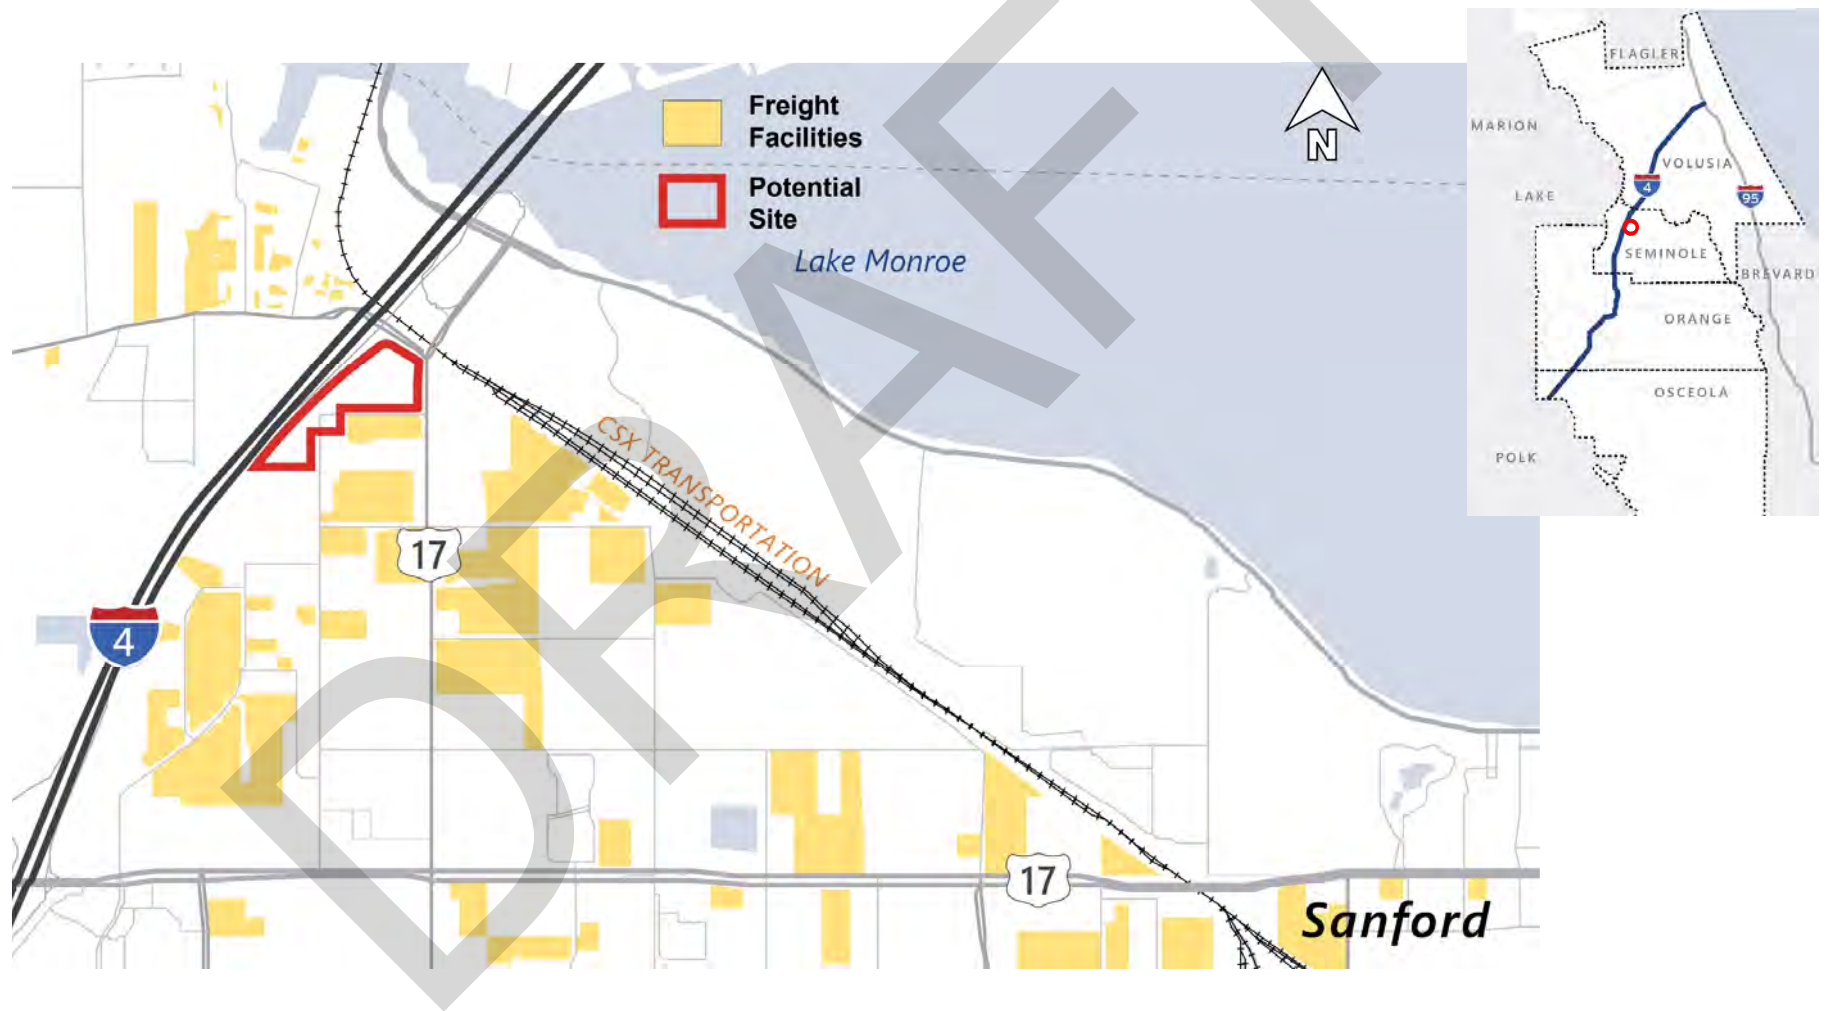 Freight
Facilities
Potential
Site
N
Lake Monroe
CSX TRANSPORTATION
17
4
17
Sanford
DRAFT
FLAGLER
MARION
VOLUSIA
4
LAKE
95
SEMINOLE
BREVARD
ORANGE
OSCEOLA
POLK